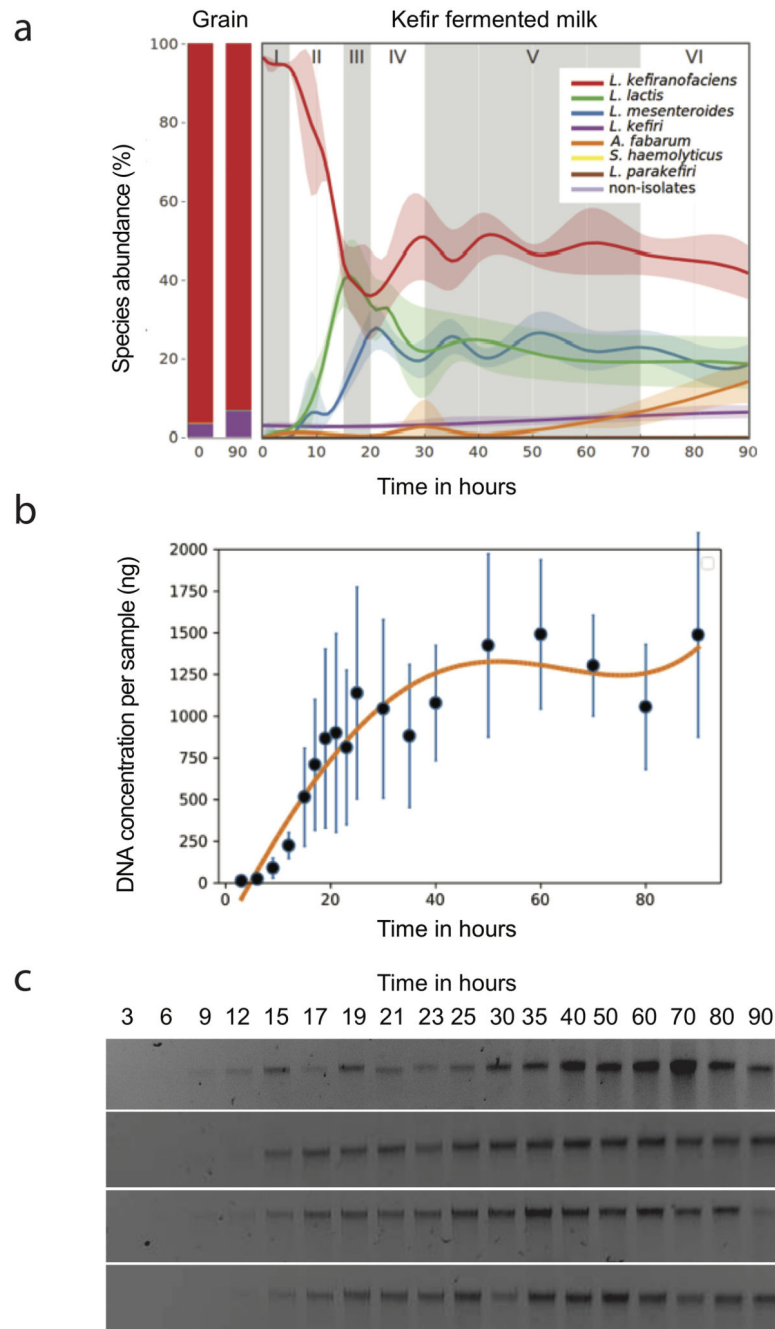 a
Grain
Kefir fermented milk
Species abundance (%)
100
80
60
40
20
0
I II III IV V VI
L. kefiranofaciens
L. lactis
L. mesenteroides
L. kefiri
A. fabarum
S. haemolyticus
L. parakefiri
non-isolates
0 90
0 10 20 30 40 50 60 70 80 90
Time in hours
b
DNA concentration per sample (ng)
2000
1750
1500
1250
1000
750
500
250
0
0 20 40 60 80
Time in hours
c
Time in hours
3 6 9 12 15 17 19 21 23 25 30 35 40 50 60 70 80 90